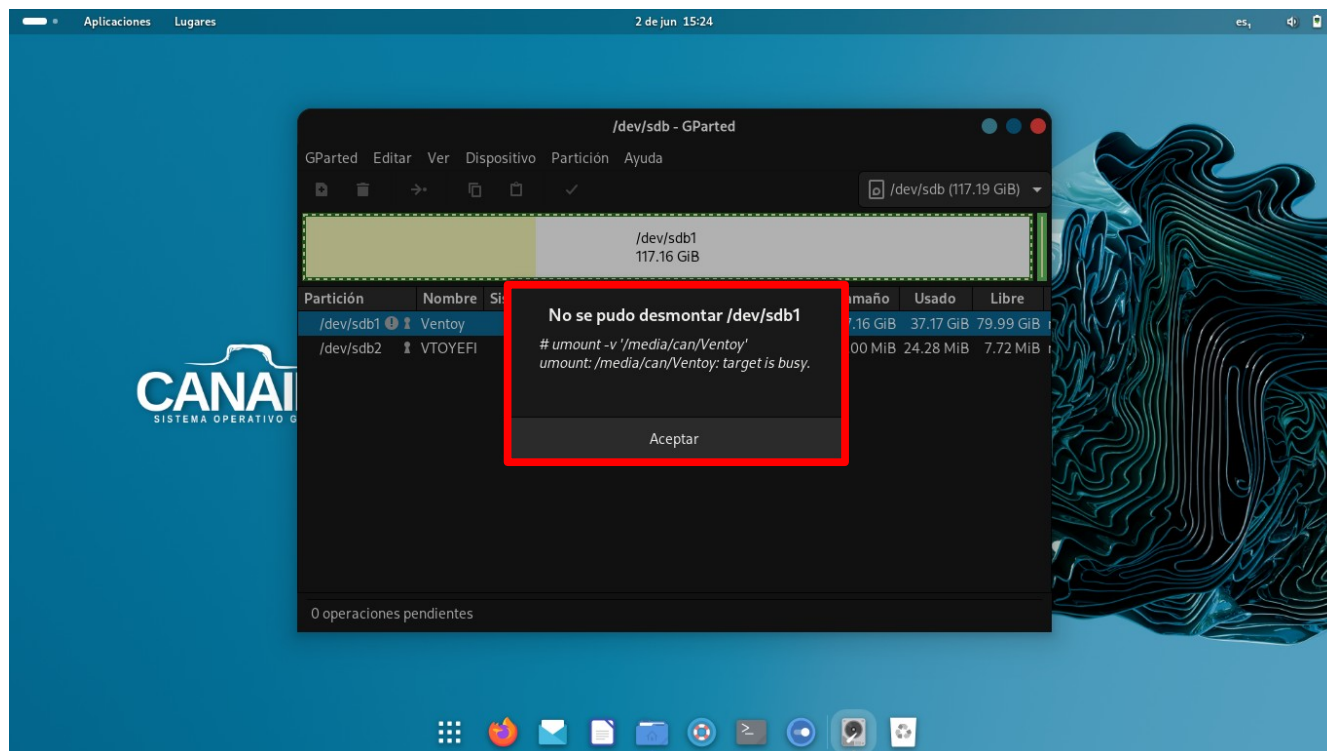 Aplicaciones Lugares 2 de jun 15:24 es₁
/dev/sdb - GParted
GParted Editar Ver Dispositivo Partición Ayuda
/dev/sdb (117.19 GiB)
/dev/sdb1
117.16 GiB
Partición Nombre Usado Libre
/dev/sdb1 Ventoy 37.17 GiB 79.99 GiB
/dev/sdb2 VTOYEFI 24.28 MiB 7.72 MiB
No se pudo desmontar /dev/sdb1
# umount -v '/media/can/Ventoy'
umount: /media/can/Ventoy: target is busy.
Aceptar
CANAI
SISTEMA OPERATIVO G
0 operaciones pendientes